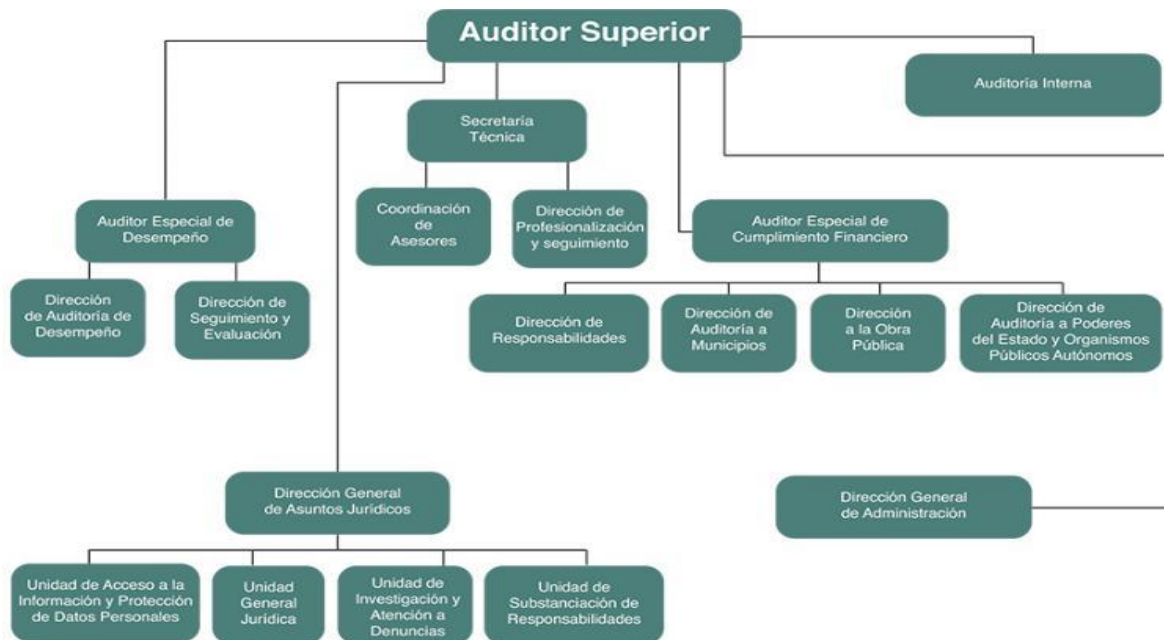 Auditor Superior
Auditoría Interna
Secretaría
Técnica
Auditor Especial de
Desempeño
Coordinación
de
Asesores
Dirección de
Profesionalización
y seguimiento
Auditor Especial de
Cumplimiento Financiero
Dirección
de Auditoría de
Desempeño
Dirección de
Seguimiento y
Evaluación
Dirección de
Responsabilidades
Dirección de
Auditoría a
Municipios
Dirección
a la Obra
Pública
Dirección de
Auditoría a Poderes
del Estado y Organismos
Públicos Autónomos
Dirección General
de Asuntos Jurídicos
Dirección General
de Administración
Unidad de Acceso a la
Información y Protección
de Datos Personales
Unidad
General
Jurídica
Unidad de
Investigación y
Atención a
Denuncias
Unidad de
Substanciación de
Responsabilidades